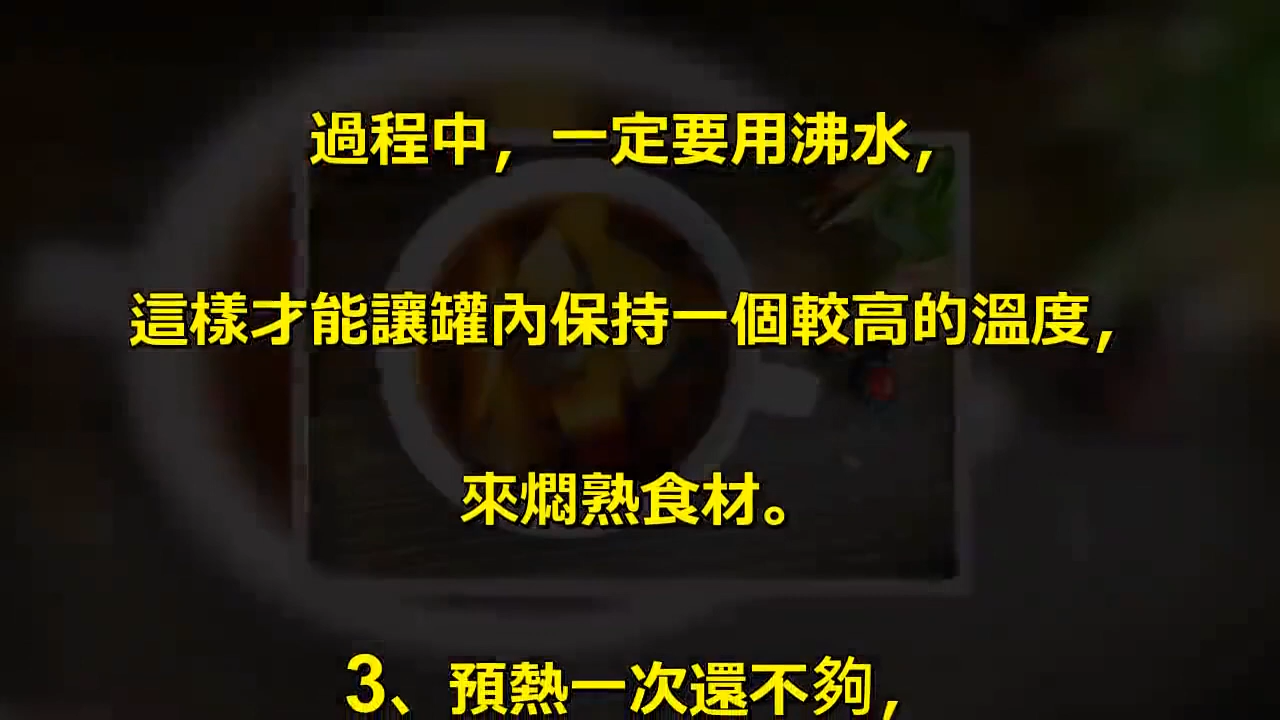 過程中，一定要用沸水，
這樣才能讓罐內保持一個較高的溫度，
來燜熟食材。
3、預熱一次還不夠，